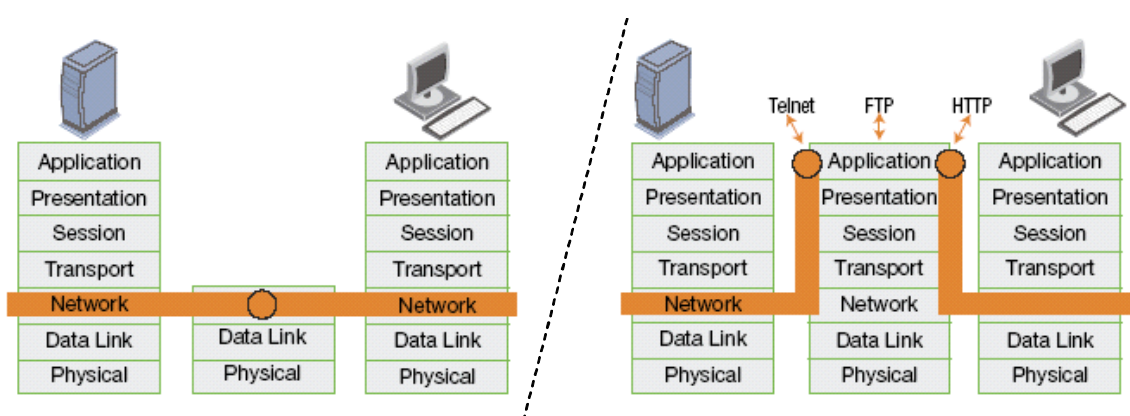 Application
Presentation
Session
Transport
Network
Data Link
Physical
Data Link
Physical
Application
Presentation
Session
Transport
Network
Data Link
Physical
Telnet
FTP
HTTP
Application
Presentation
Session
Transport
Network
Data Link
Physical
Application
Presentation
Session
Transport
Network
Data Link
Physical
Application
Presentation
Session
Transport
Data Link
Physical